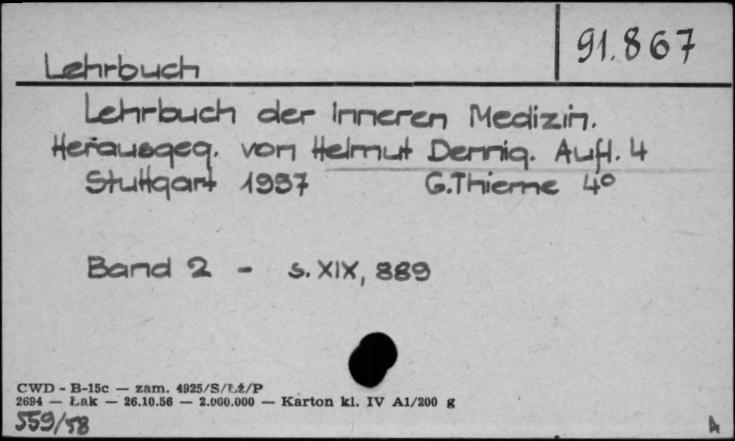 91.867
Lehrbuch
Lehrbuch der inneren Medizin.
Herausgeg. von Helmut Dennig. Aufl. 4
Stuttgart 1957 G.Thieme 4°
Band 2 - s. XIX, 889
CWD - B-15c — zam. 4925/S/Łż/P
2694 — Łak — 26.10.56 — 2.000.000 — Karton kl. IV A1/200 g
559/58
A